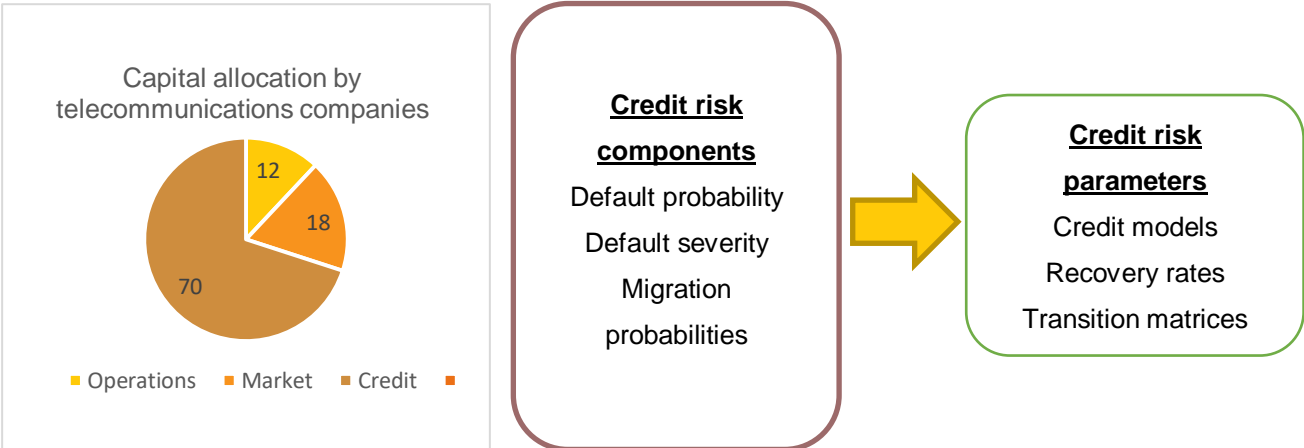 Capital allocation by
telecommunications companies
12
18
70
Operations Market Credit
Credit risk
components
Default probability
Default severity
Migration
probabilities
Credit risk
parameters
Credit models
Recovery rates
Transition matrices